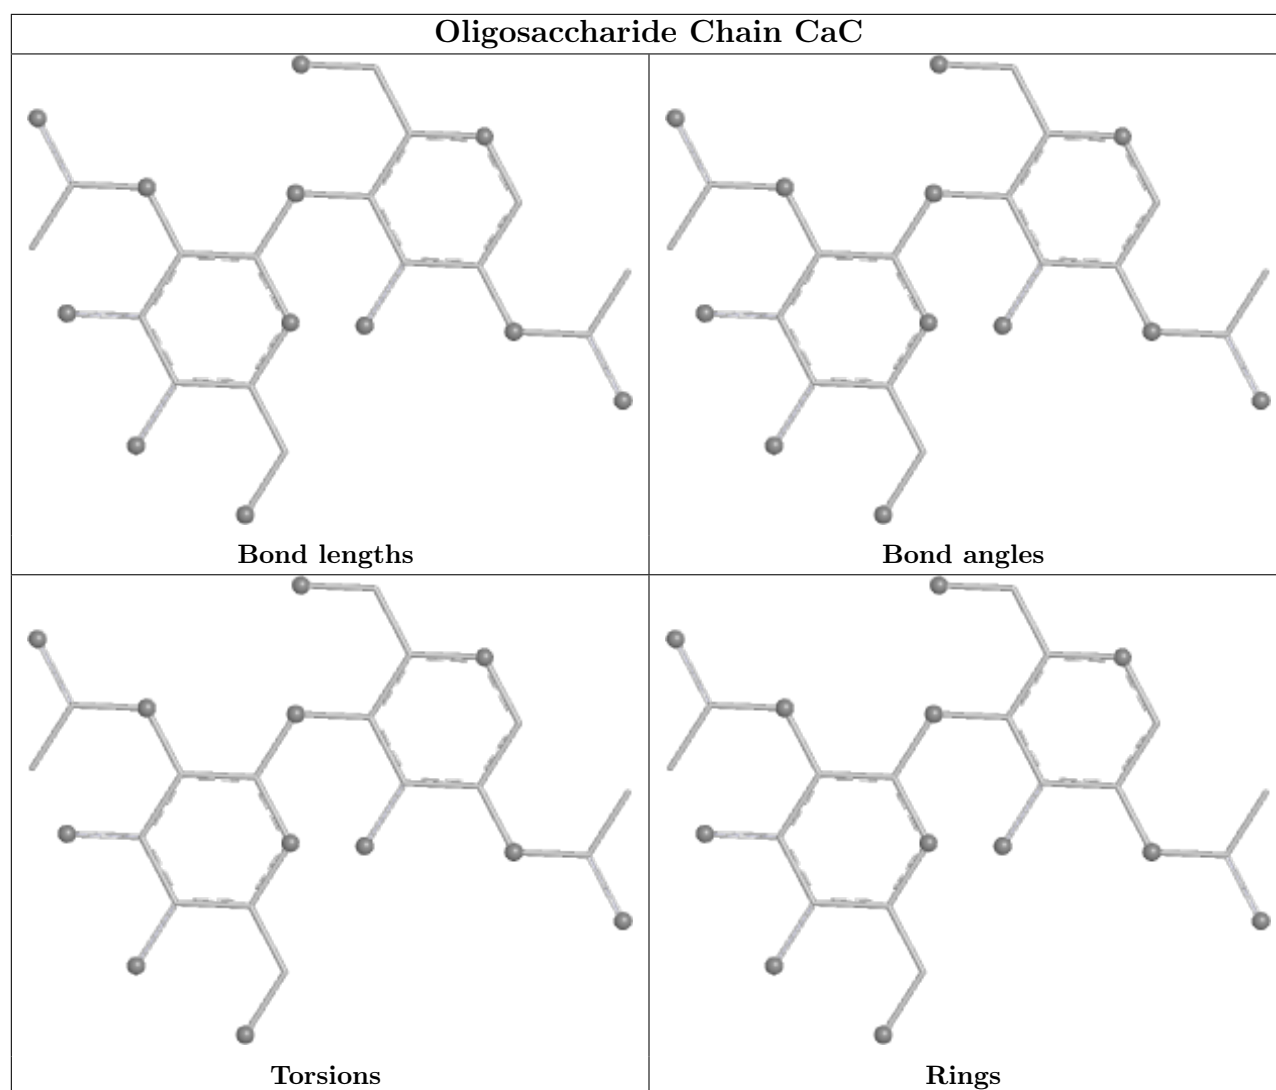 Oligosaccharide Chain CaC
Bond lengths
Bond angles
Torsions
Rings